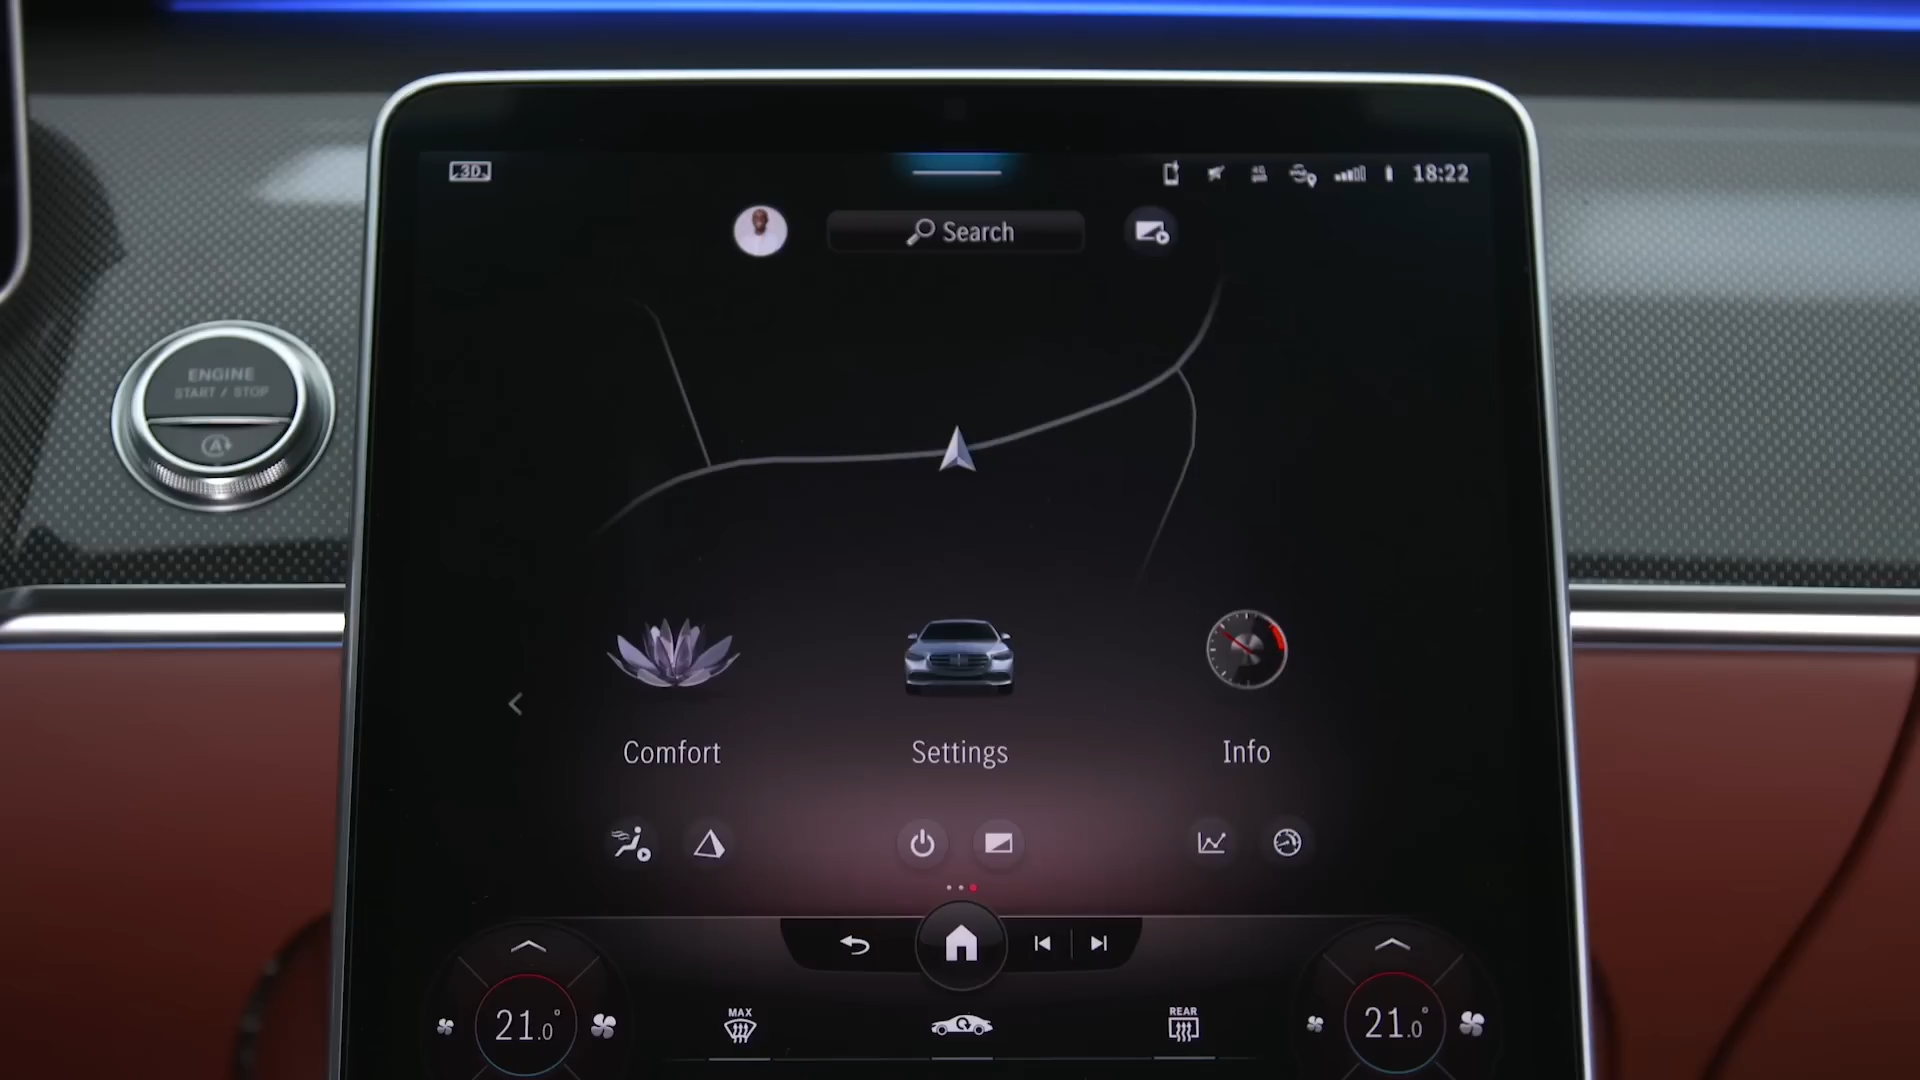 3D
18:22
Search
ENGINE
START / STOP
A
Comfort
Settings
Info
MAX
REAR
21.0°
21.0°